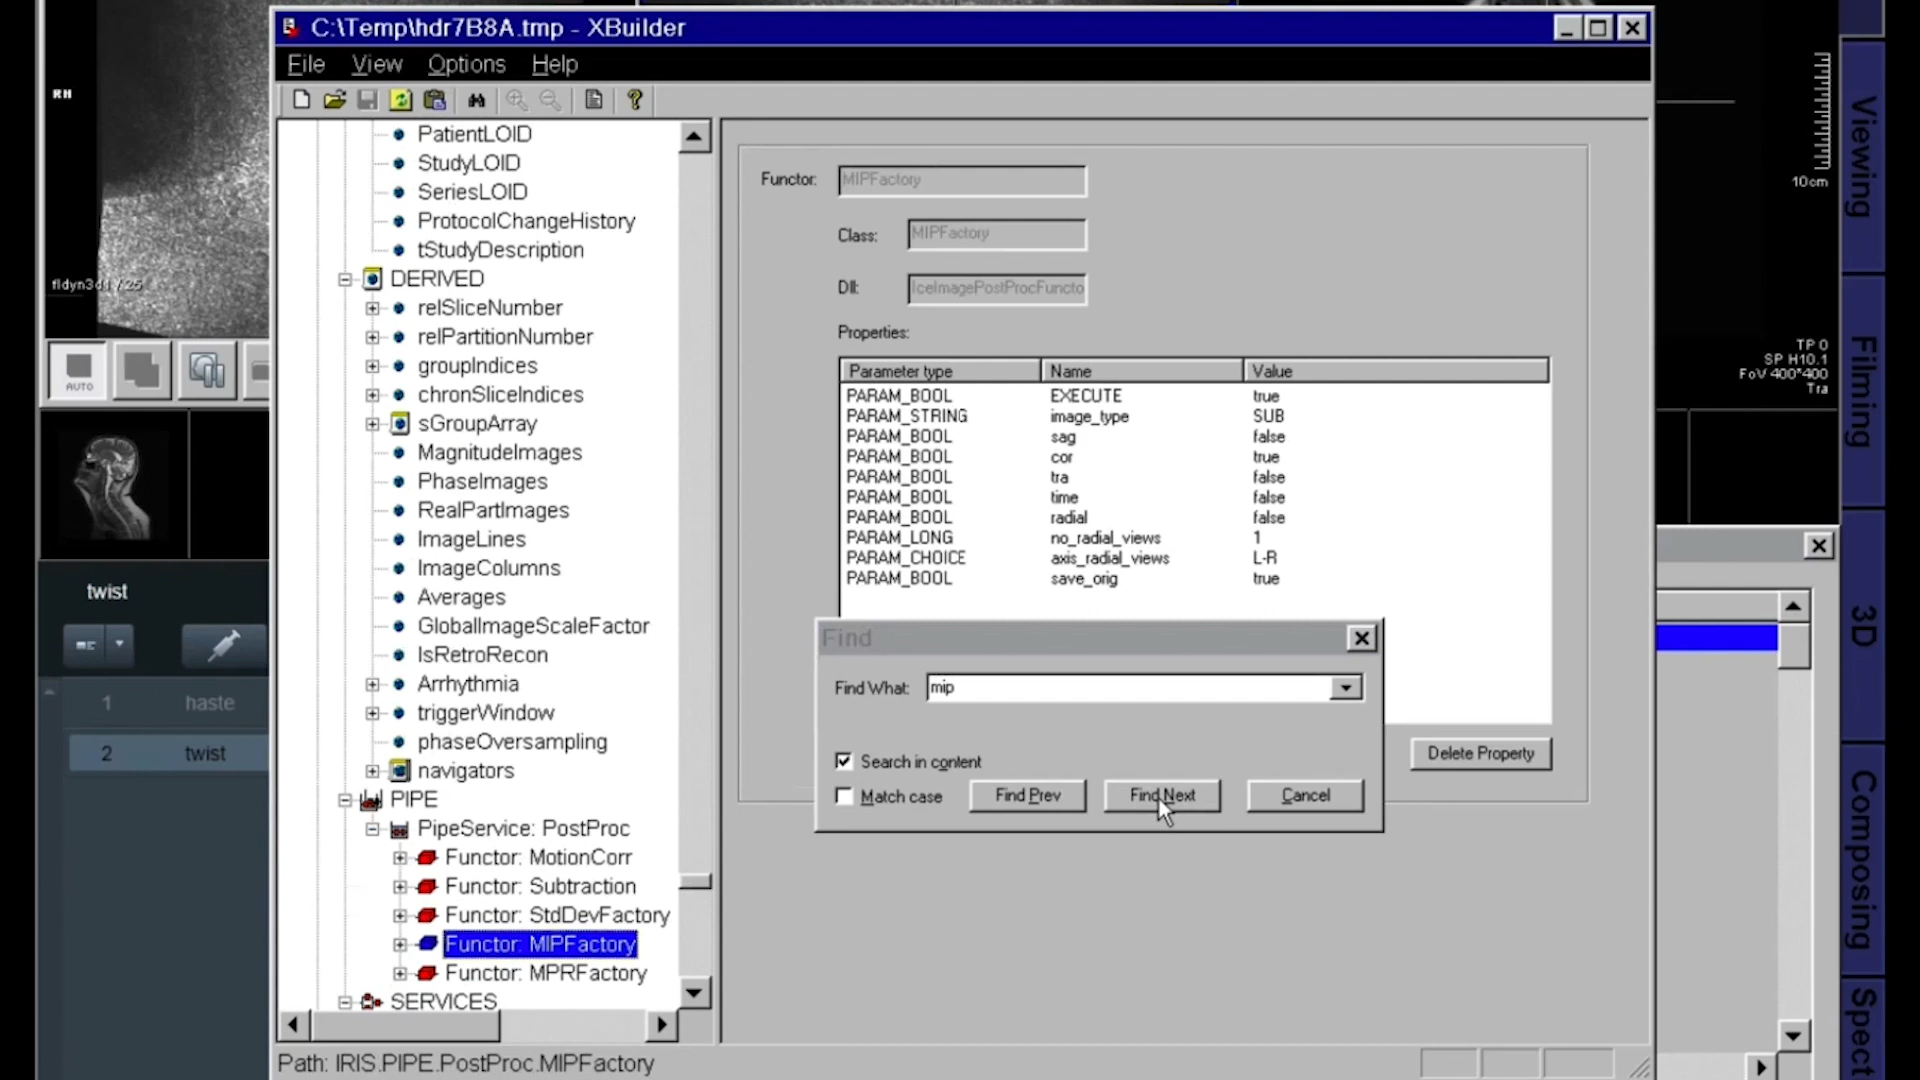 C:\Temp\hdr7B8A.tmp - XBuilder
File View Options Help
RH
fldyn3d1 / 25
AUTO
twist
1 haste
2 twist
PatientLOID
StudyLOID
SeriesLOID
ProtocolChangeHistory
tStudyDescription
DERIVED
relSliceNumber
relPartitionNumber
groupIndices
chronSliceIndices
sGroupArray
MagnitudeImages
PhaseImages
RealPartImages
ImageLines
ImageColumns
Averages
GlobalImageScaleFactor
IsRetroRecon
Arrhythmia
triggerWindow
phaseOversampling
navigators
PIPE
PipeService: PostProc
Functor: MotionCorr
Functor: Subtraction
Functor: StdDevFactory
Functor: MIPFactory
Functor: MPRFactory
SERVICES
Path: IRIS.PIPE.PostProc.MIPFactory
Functor: MIPFactory
Class: MIPFactory
Dll: IceImagePostProcFuncto
Properties:
Parameter type Name Value
PARAM_BOOL EXECUTE true
PARAM_STRING image_type SUB
PARAM_BOOL sag false
PARAM_BOOL cor true
PARAM_BOOL tra false
PARAM_BOOL time false
PARAM_BOOL radial false
PARAM_LONG no_radial_views 1
PARAM_CHOICE axis_radial_views L-R
PARAM_BOOL save_orig true
Find
Find What: mip
Search in content
Match case Find Prev Find Next Cancel
Delete Property
10cm
TP 0
SP H10.1
FoV 400*400
Tra
Viewing
Filming
3D
Composing
Spect